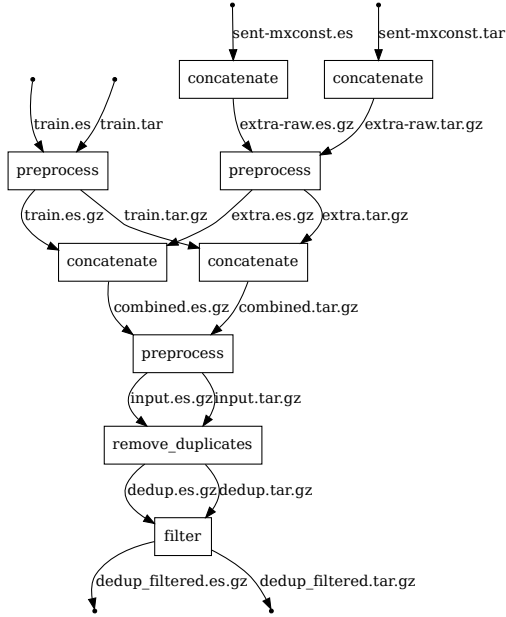 sent-mxconst.es
sent-mxconst.tar
concatenate
concatenate
train.es
train.tar
extra-raw.es.gz
extra-raw.tar.gz
preprocess
preprocess
train.es.gz
train.tar.gz
extra.es.gz
extra.tar.gz
concatenate
concatenate
combined.es.gz
combined.tar.gz
preprocess
input.es.gz
input.tar.gz
remove_duplicates
dedup.es.gz
dedup.tar.gz
filter
dedup_filtered.es.gz
dedup_filtered.tar.gz